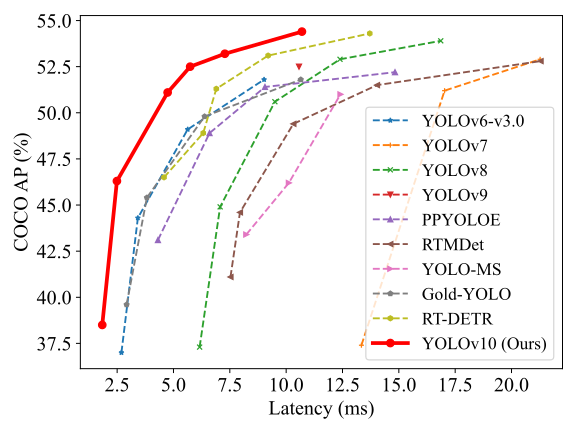 55.0
52.5
50.0
47.5
45.0
42.5
40.0
37.5
COCO AP (%)
2.5 5.0 7.5 10.0 12.5 15.0 17.5 20.0
Latency (ms)
YOLOv6-v3.0
YOLOv7
YOLOv8
YOLOv9
PPYOLOE
RTMDet
YOLO-MS
Gold-YOLO
RT-DETR
YOLOv10 (Ours)